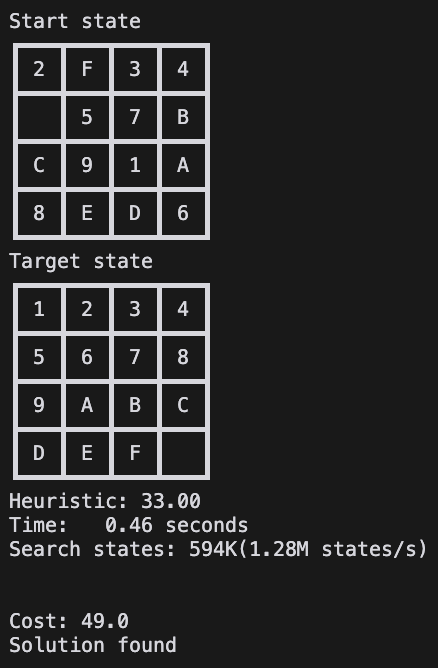 Start state
2 F 3 4
5 7 B
C 9 1 A
8 E D 6
Target state
1 2 3 4
5 6 7 8
9 A B C
D E F
Heuristic: 33.00
Time:   0.46 seconds
Search states: 594K(1.28M states/s)
Cost: 49.0
Solution found